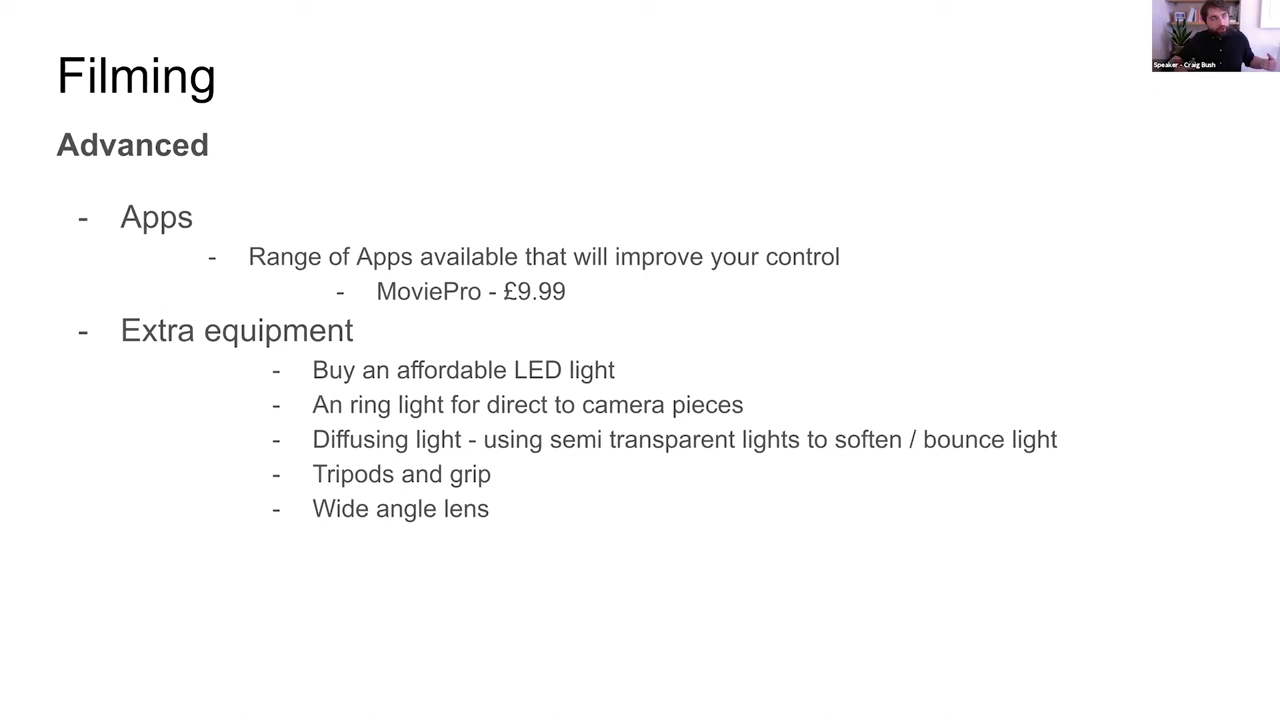 Speaker - Craig Bush
Filming
Advanced
- Apps
- Range of Apps available that will improve your control
- MoviePro - £9.99
- Extra equipment
- Buy an affordable LED light
- An ring light for direct to camera pieces
- Diffusing light - using semi transparent lights to soften / bounce light
- Tripods and grip
- Wide angle lens